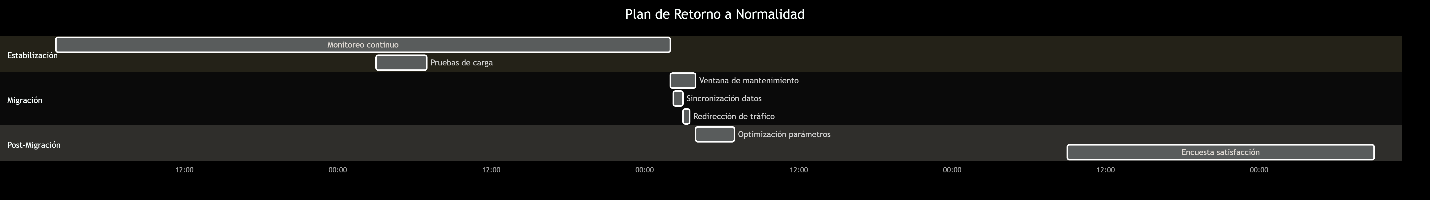 Plan de Retorno a Normalidad
Estabilización
Monitoreo continuo
Pruebas de carga
Migración
Ventana de mantenimiento
Sincronización datos
Redirección de tráfico
Post-Migración
Optimización parámetros
Encuesta satisfacción
12:00 00:00 12:00 00:00 12:00 00:00 12:00 00:00